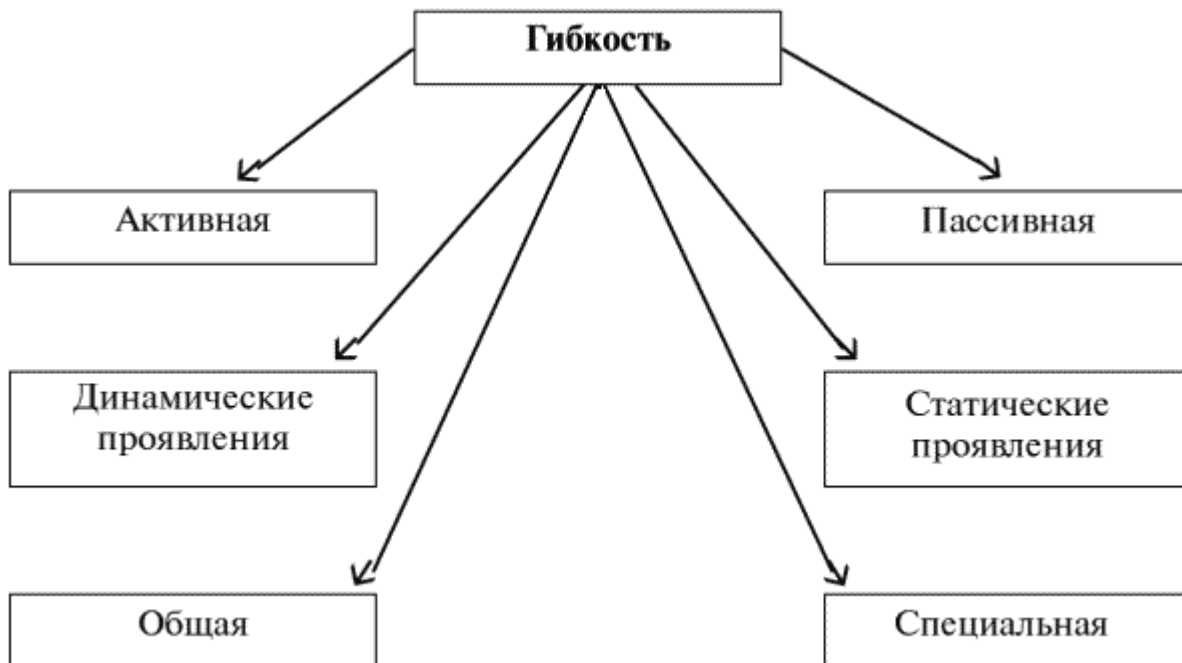 Гибкость
Активная
Пассивная
Динамические
проявления
Статические
проявления
Общая
Специальная